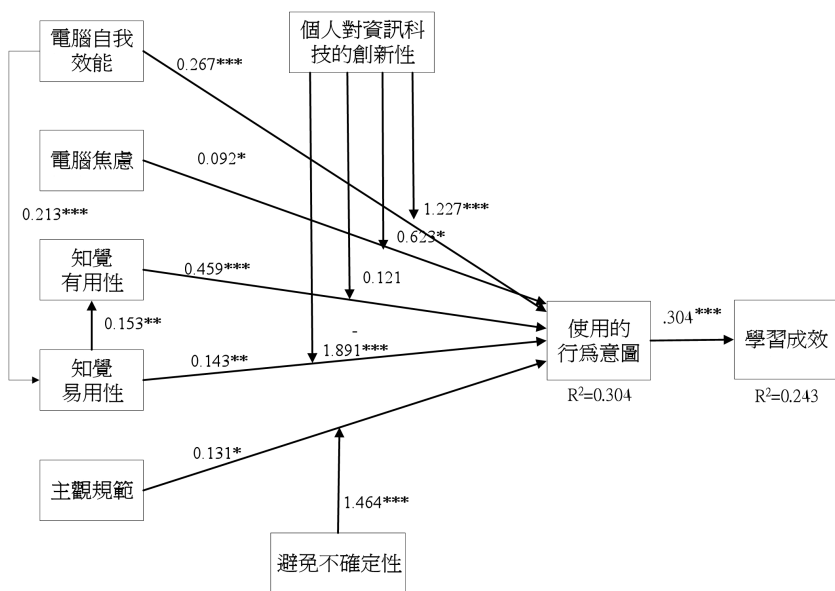 電腦自我
效能
個人對資訊科
技的創新性
0.267***
電腦焦慮
0.092*
0.213***
1.227***
0.623*
知覺
有用性
0.459***
0.121
0.153**
-
1.891***
知覺
易用性
0.143**
使用的
行為意圖
R²=0.304
.304***
學習成效
R²=0.243
0.131*
主觀規範
1.464***
避免不確定性